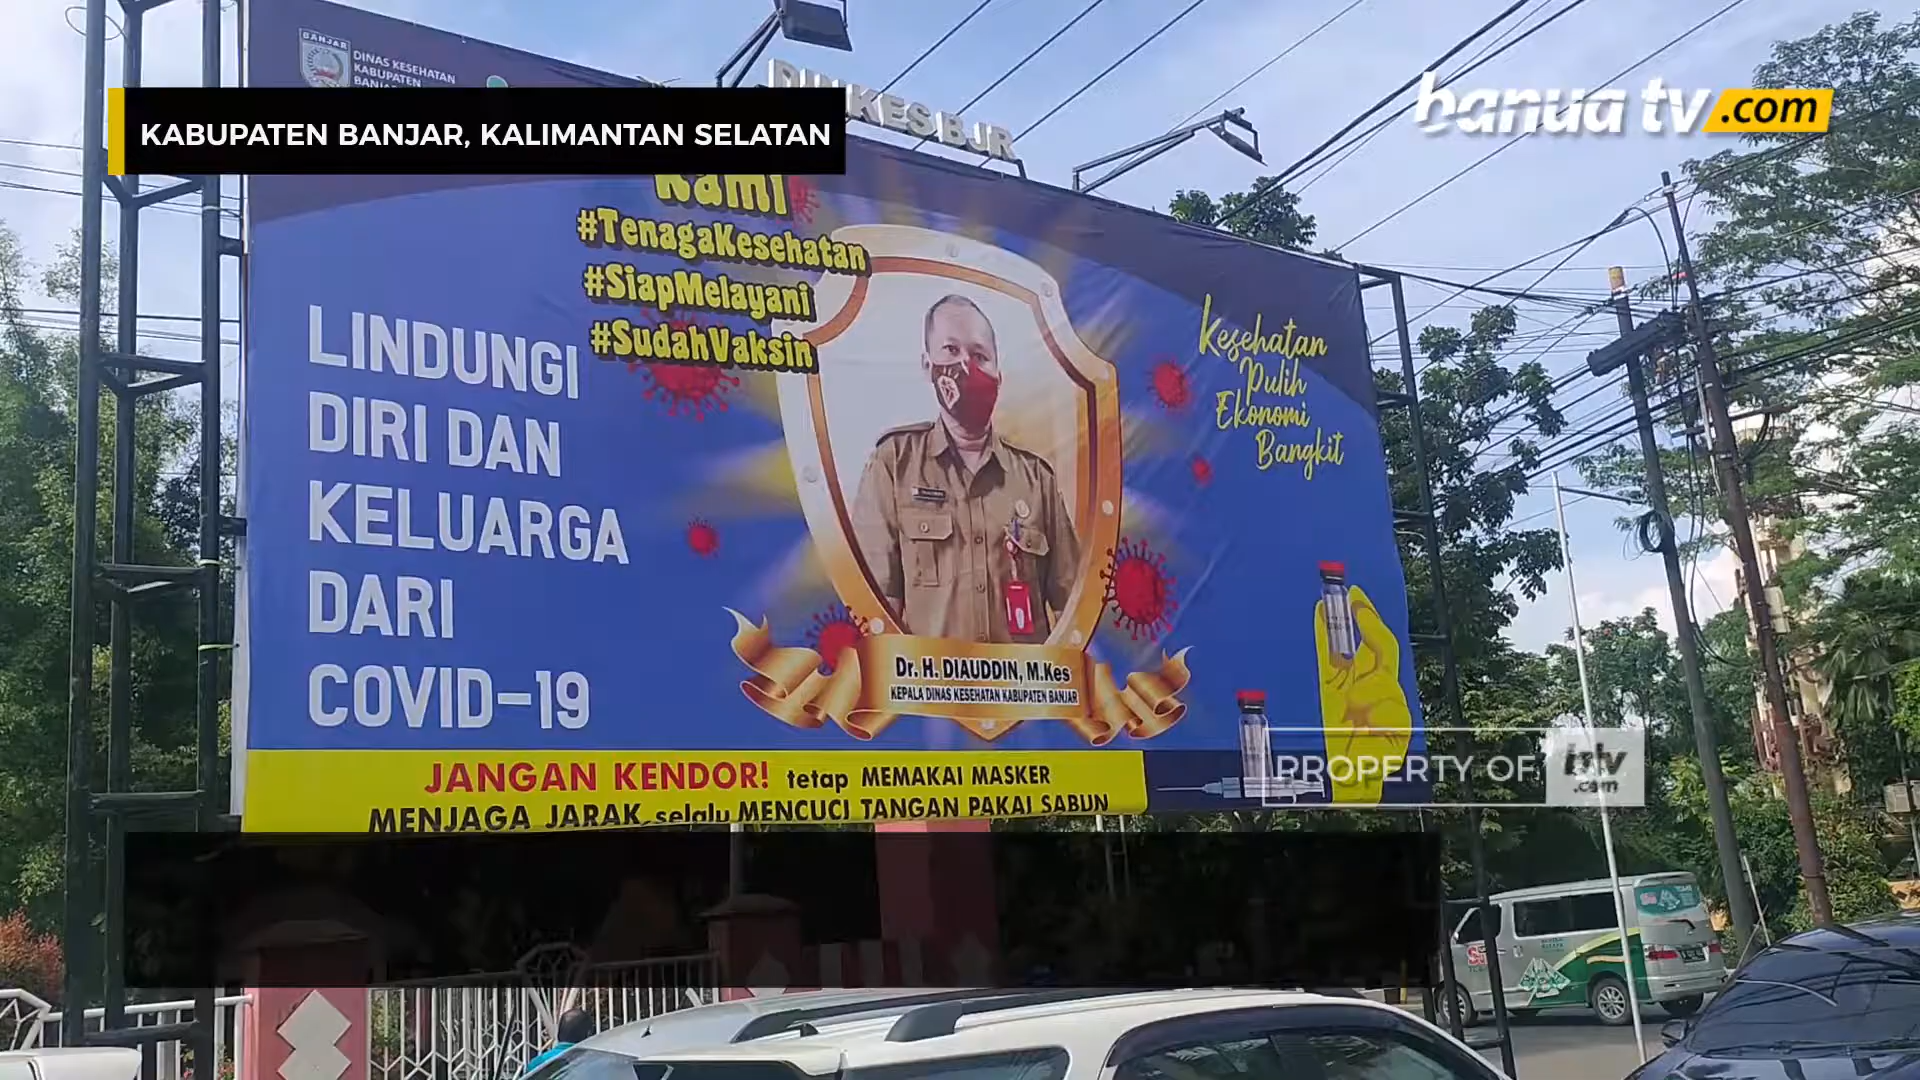 BANJAR
DINAS KESEHATAN
KABUPATEN
KABUPATEN BANJAR, KALIMANTAN SELATAN
KES BJR
banua tv.com
Kami
#TenagaKesehatan
#SiapMelayani
#SudahVaksin
LINDUNGI
DIRI DAN
KELUARGA
DARI
COVID-19
Kesehatan
Pulih
Ekonomi
Bangkit
Dr. H. DIAUDDIN, M.Kes
KEPALA DINAS KESEHATAN KABUPATEN BANJAR
JANGAN KENDOR! tetap MEMAKAI MASKER
MENJAGA JARAK, selalu MENCUCI TANGAN PAKAI SABUN
PROPERTY OF
.com